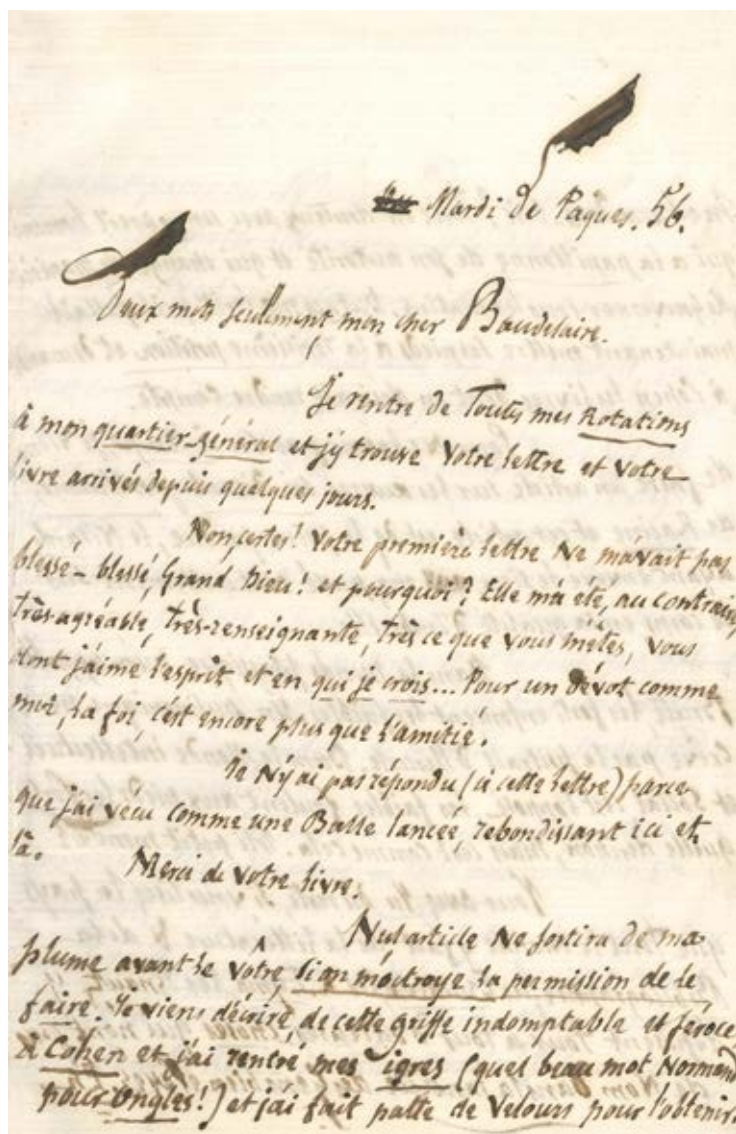 Mardi de Pâques. 56.
Deux mots seulement mon cher Baudelaire.
Je rentre de Toutes mes Rotations
à mon quartier-général et j'y trouve votre lettre et votre
livre arrivés depuis quelques jours.
Non, certes! votre première lettre ne m'avait pas
blessé - blessé, Grand Dieu! et pourquoi? Elle m'a été, au contraire,
Très-agréable, Très-renseignante, Très ce que vous m'êtes, vous
dont j'aime l'esprit et en qui je crois... Pour un dévot comme
moi, la foi, c'est encore plus que l'amitié.
Je N'y ai pas répondu (à cette lettre) parce
que j'ai vécu comme une Balle lancée, rebondissant ici et
là.
Merci de votre livre.
Nul article Ne sortira de ma
plume avant le vôtre, si on m'octroye la permission de le
faire. Je viens d'écrire, de cette griffe indomptable et féroce,
à Cohen et j'ai rentré mes igres (quel beau mot Normand
pour ongles!) et j'ai fait patte de velours pour l'obtenir.